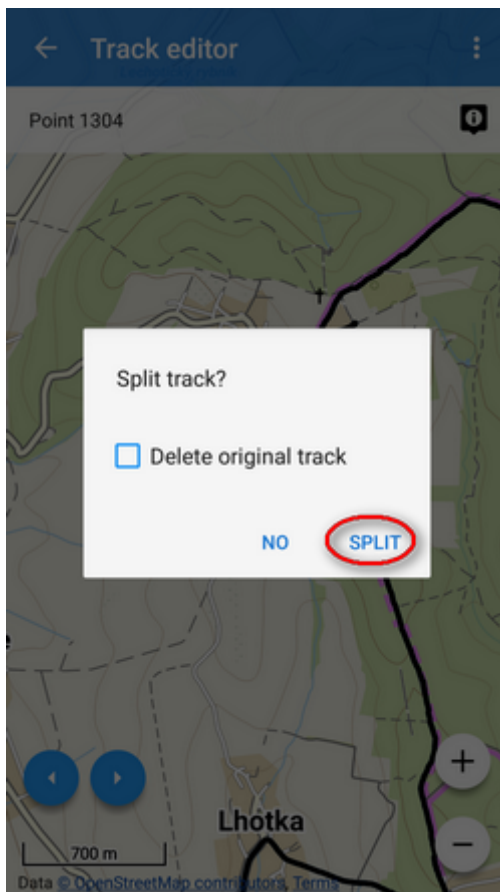 Track editor
Point 1304
Split track?
Delete original track
NO SPLIT
Lhotka
700 m
Data © OpenStreetMap contributors, Terms